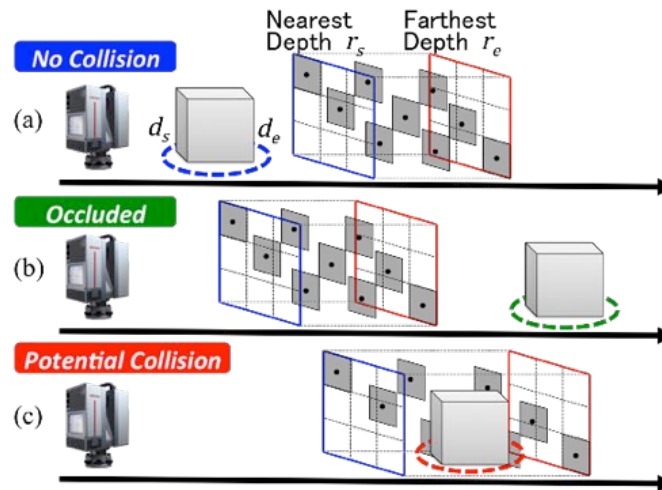 Nearest Farthest
Depth r_s Depth r_e
No Collision
(a)
d_s d_e
Occluded
(b)
Potential Collision
(c)